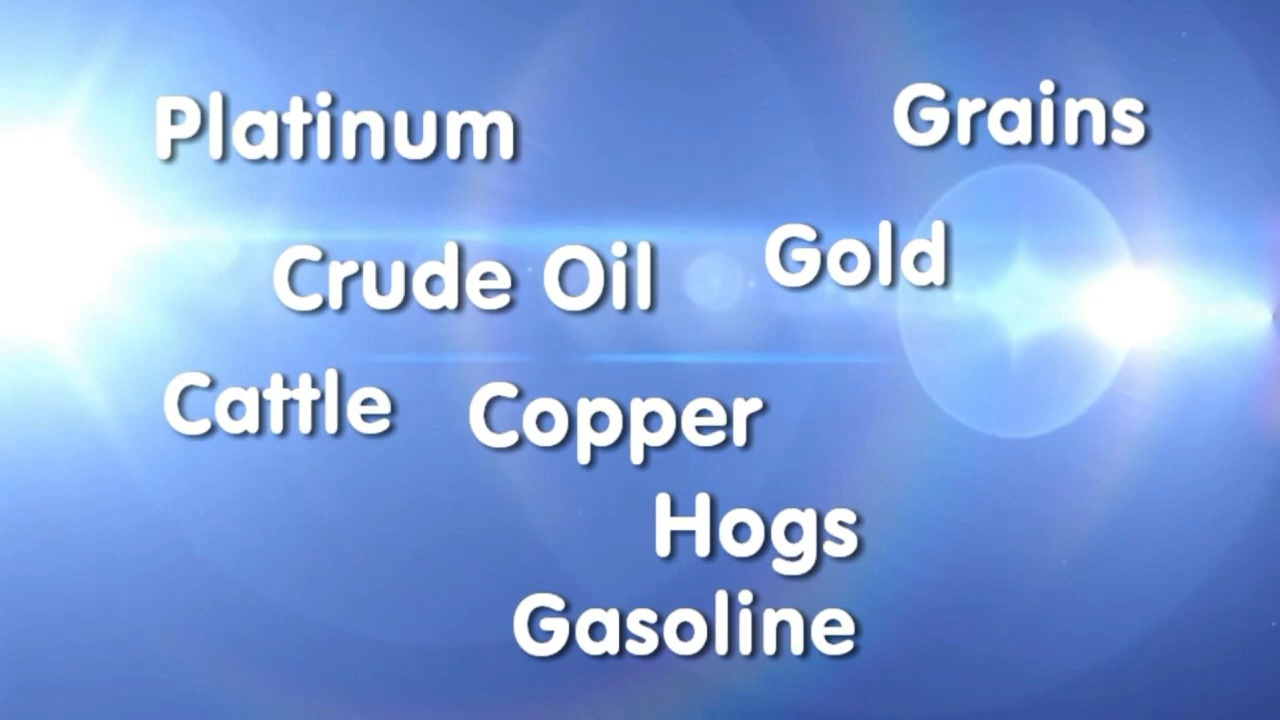 Platinum
Grains
Crude Oil
Gold
Cattle
Copper
Hogs
Gasoline